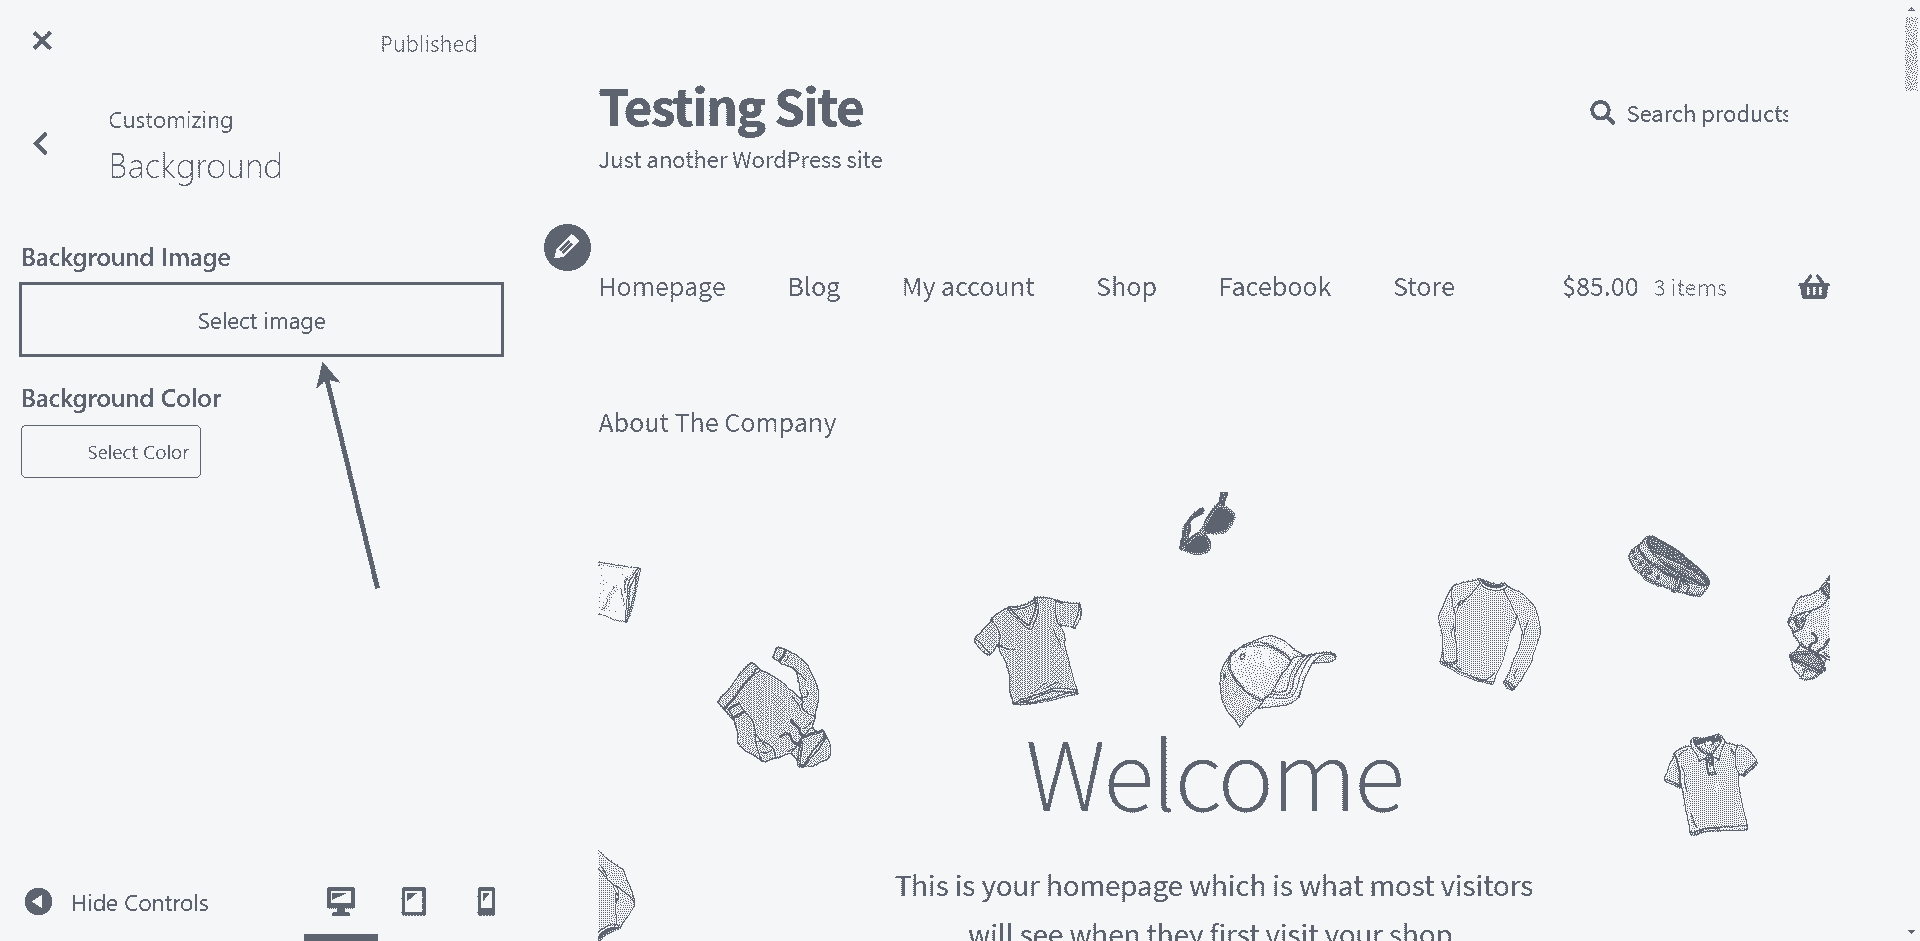 Published
Customizing
Background
Background Image
Select image
Background Color
Select Color
Hide Controls
Testing Site
Just another WordPress site
Search products
Homepage Blog My account Shop Facebook Store $85.00 3 items
About The Company
Welcome
This is your homepage which is what most visitors
will see when they first visit your shop.